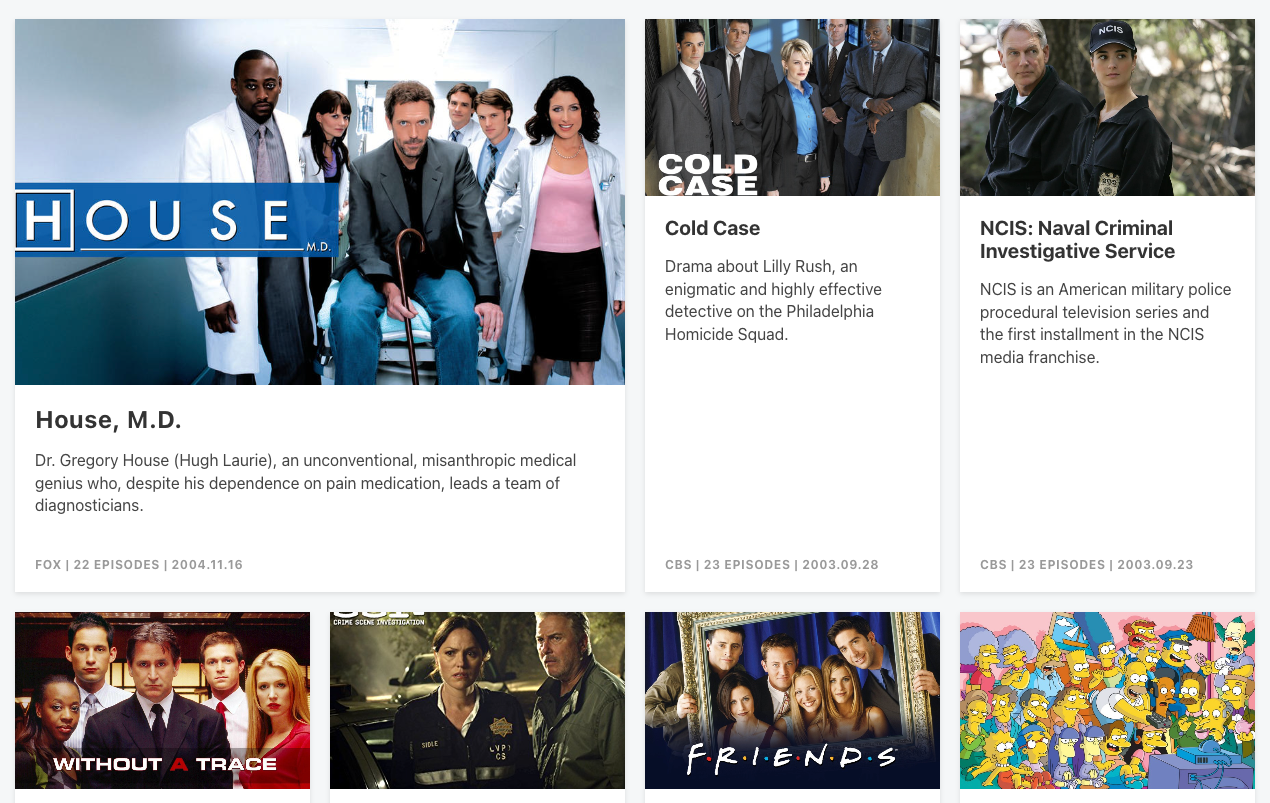 HOUSE
M.D.
House, M.D.
Dr. Gregory House (Hugh Laurie), an unconventional, misanthropic medical
genius who, despite his dependence on pain medication, leads a team of
diagnosticians.
FOX | 22 EPISODES | 2004.11.16
COLD
CASE
Cold Case
Drama about Lilly Rush, an
enigmatic and highly effective
detective on the Philadelphia
Homicide Squad.
CBS | 23 EPISODES | 2003.09.28
NCIS
NCIS: Naval Criminal
Investigative Service
NCIS is an American military police
procedural television series and
the first installment in the NCIS
media franchise.
CBS | 23 EPISODES | 2003.09.23
WITHOUT A TRACE
CRIME SCENE INVESTIGATION
SIDLE
LVPD
CS
F·R·I·E·N·D·S